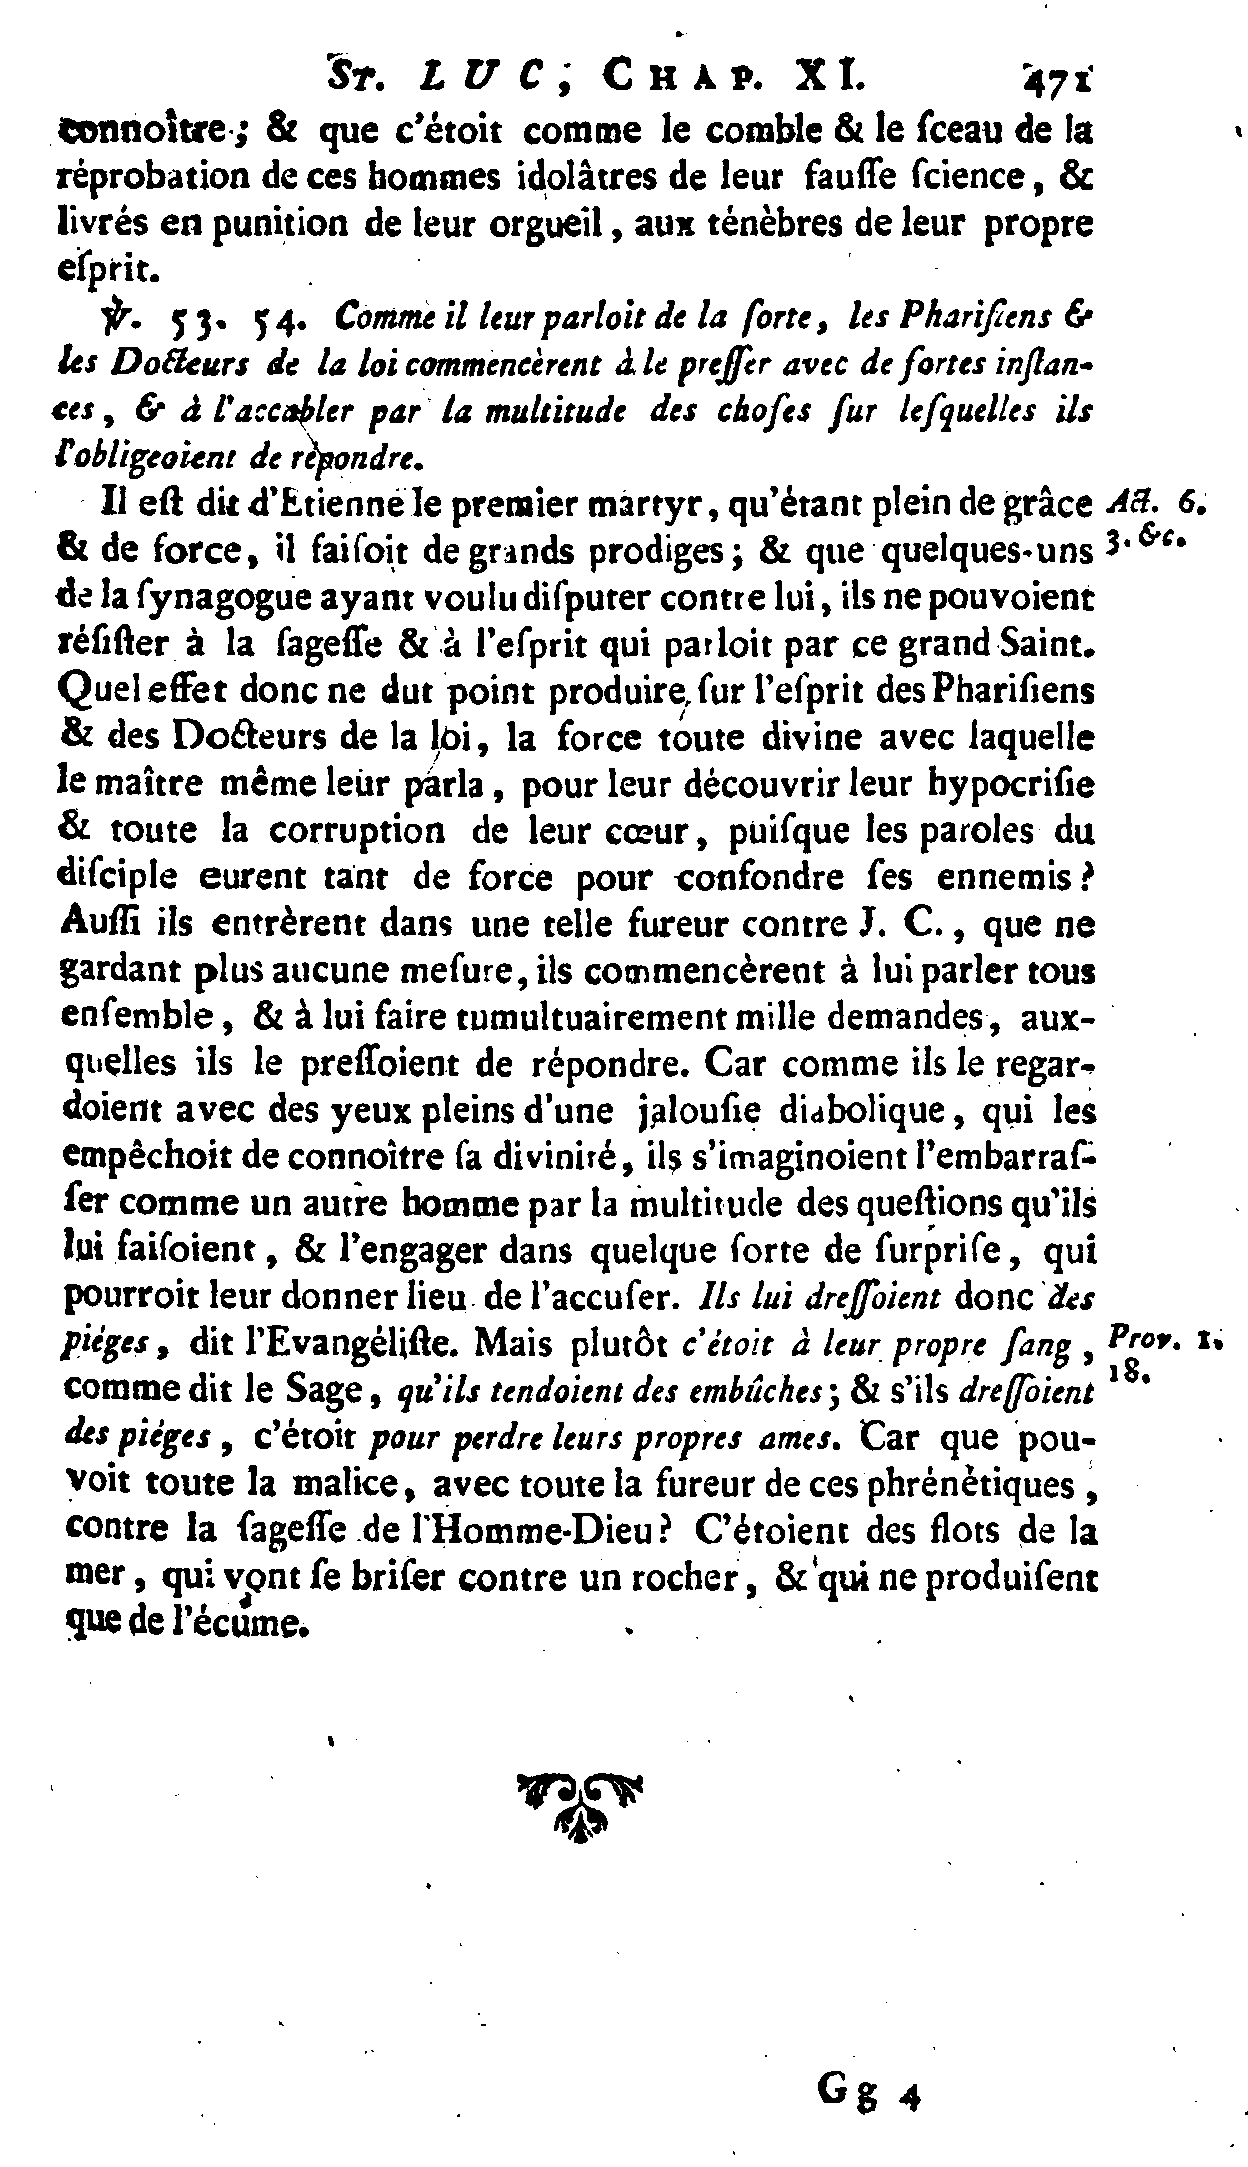 St. LUC, CHAP. XI. 471
connoître ; & que c'étoit comme le comble & le ſceau de la
réprobation de ces hommes idolâtres de leur fauſſe ſcience, &
livrés en punition de leur orgueil, aux ténèbres de leur propre
eſprit.
℣. 53. 54. Comme il leur parloit de la ſorte, les Phariſiens &
les Docteurs de la loi commencèrent à le preſſer avec de fortes inſtan-
ces, & à l'accabler par la multitude des choſes ſur leſquelles ils
l'obligeoient de répondre.
Il eſt dit d'Etienne le premier martyr, qu'étant plein de grâce Act. 6.
& de force, il faiſoit de grands prodiges ; & que quelques-uns 3. &c.
de la ſynagogue ayant voulu diſputer contre lui, ils ne pouvoient
réſiſter à la ſageſſe & à l'eſprit qui parloit par ce grand Saint.
Quel effet donc ne dut point produire, ſur l'eſprit des Phariſiens
& des Docteurs de la loi, la force toute divine avec laquelle
le maître même leur parla, pour leur découvrir leur hypocriſie
& toute la corruption de leur cœur, puiſque les paroles du
diſciple eurent tant de force pour confondre ſes ennemis ?
Auſſi ils entrèrent dans une telle fureur contre J. C., que ne
gardant plus aucune meſure, ils commencèrent à lui parler tous
enſemble, & à lui faire tumultuairement mille demandes, aux-
quelles ils le preſſoient de répondre. Car comme ils le regar-
doient avec des yeux pleins d'une jalouſie diabolique, qui les
empêchoit de connoître ſa divinité, ils s'imaginoient l'embarraſ-
ſer comme un autre homme par la multitude des queſtions qu'ils
lui faiſoient, & l'engager dans quelque ſorte de ſurpriſe, qui
pourroit leur donner lieu de l'accuſer. Ils lui dreſſoient donc des
piéges, dit l'Evangéliſte. Mais plutôt c'étoit à leur propre ſang, Prov. 1.
comme dit le Sage, qu'ils tendoient des embûches ; & s'ils dreſſoient 18.
des piéges, c'étoit pour perdre leurs propres ames. Car que pou-
voit toute la malice, avec toute la fureur de ces phrénètiques,
contre la ſageſſe de l'Homme-Dieu ? C'étoient des flots de la
mer, qui vont ſe briſer contre un rocher, & qui ne produiſent
que de l'écume.
Gg 4